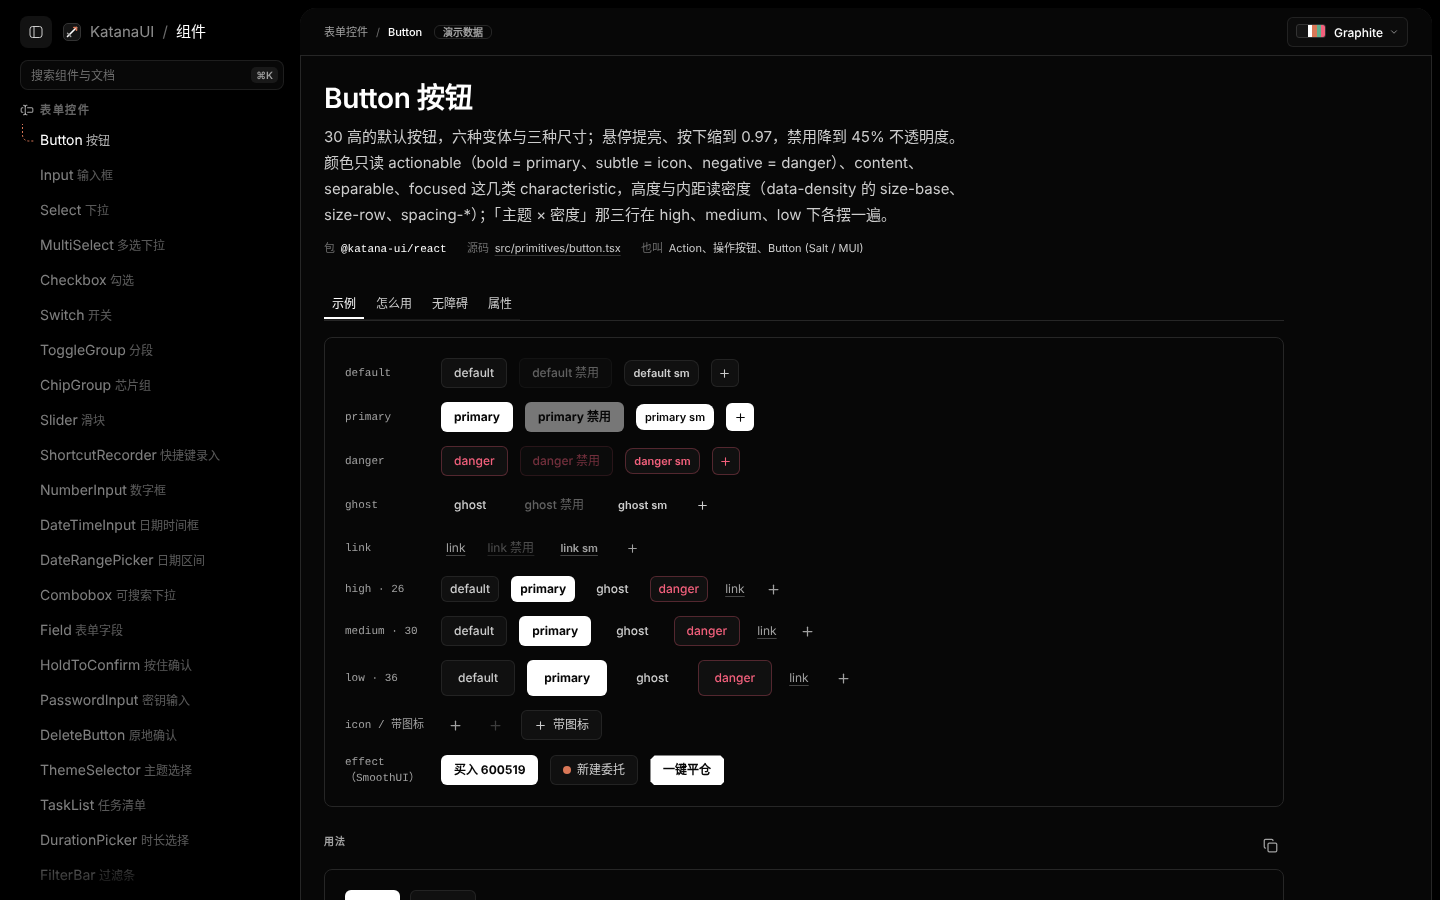 KatanaUI / 组件
搜索组件与文档 ⌘K
表单控件
Button 按钮
Input 输入框
Select 下拉
MultiSelect 多选下拉
Checkbox 勾选
Switch 开关
ToggleGroup 分段
ChipGroup 芯片组
Slider 滑块
ShortcutRecorder 快捷键录入
NumberInput 数字框
DateTimeInput 日期时间框
DateRangePicker 日期区间
Combobox 可搜索下拉
Field 表单字段
HoldToConfirm 按住确认
PasswordInput 密钥输入
DeleteButton 原地确认
ThemeSelector 主题选择
TaskList 任务清单
DurationPicker 时长选择
FilterBar 过滤条
表单控件 / Button 演示数据
Graphite
Button 按钮
30 高的默认按钮，六种变体与三种尺寸；悬停提亮、按下缩到 0.97，禁用降到 45% 不透明度。
颜色只读 actionable（bold = primary、subtle = icon、negative = danger）、content、
separable、focused 这几类 characteristic，高度与内距读密度（data-density 的 size-base、
size-row、spacing-*）；「主题 × 密度」那三行在 high、medium、low 下各摆一遍。
包 @katana-ui/react 源码 src/primitives/button.tsx 也叫 Action、操作按钮、Button (Salt / MUI)
示例 怎么用 无障碍 属性
default default default 禁用 default sm +
primary primary primary 禁用 primary sm +
danger danger danger 禁用 danger sm +
ghost ghost ghost 禁用 ghost sm +
link link link 禁用 link sm +
high · 26 default primary ghost danger link +
medium · 30 default primary ghost danger link +
low · 36 default primary ghost danger link +
icon / 带图标 + + + 带图标
effect
（SmoothUI） 买入 600519 新建委托 一键平仓
用法